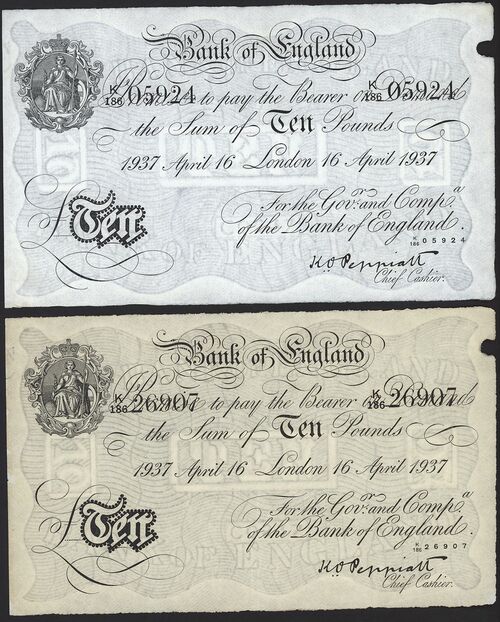 Bank of England
K/186 05924 to pay the Bearer on Demand K/186 05924
the Sum of Ten Pounds
1937 April 16 London 16 April 1937
For the Govr. and Compa.
of the Bank of England.
£Ten
K/186 05924
K.O. Peppiatt
Chief Cashier.
Bank of England
K/186 26907 to pay the Bearer on Demand K/186 26907
the Sum of Ten Pounds
1937 April 16 London 16 April 1937
For the Govr. and Compa.
of the Bank of England.
£Ten
K/186 26907
K.O. Peppiatt
Chief Cashier.